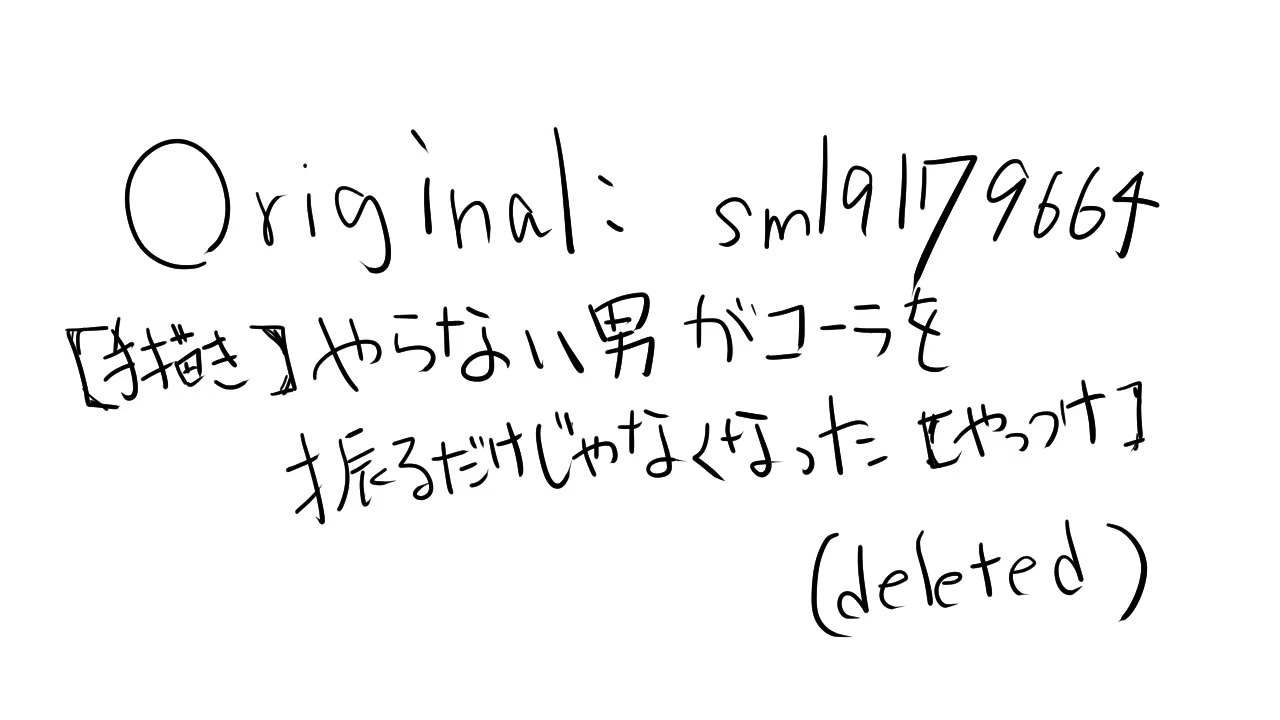 Original: sm19179664
【手描き】やらない男がコーラを
振るだけじゃなくなった【やっつけ】
(deleted)